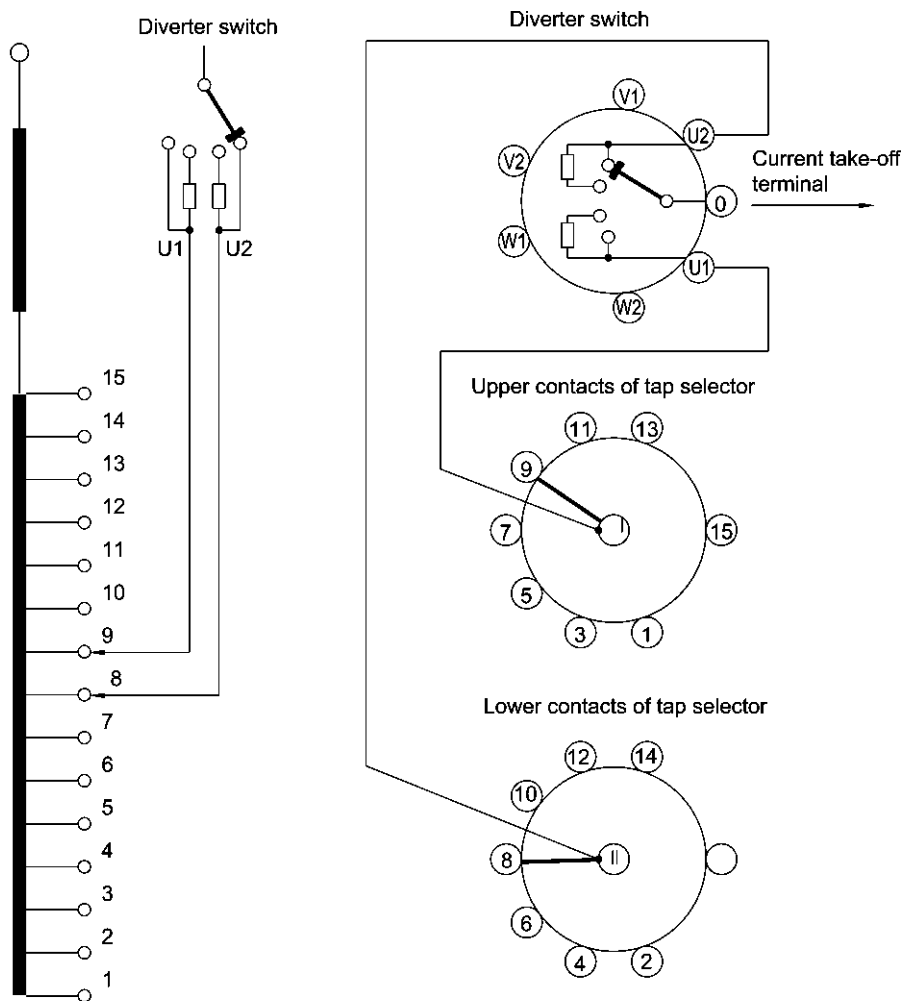 Diverter switch
U1 U2
15
14
13
12
11
10
9
8
7
6
5
4
3
2
1
Diverter switch
V1
U2
V2
Current take-off
terminal
0
W1
U1
W2
Upper contacts of tap selector
11 13
9
7 I 15
5
3 1
Lower contacts of tap selector
12 14
10
8 II
6
4 2